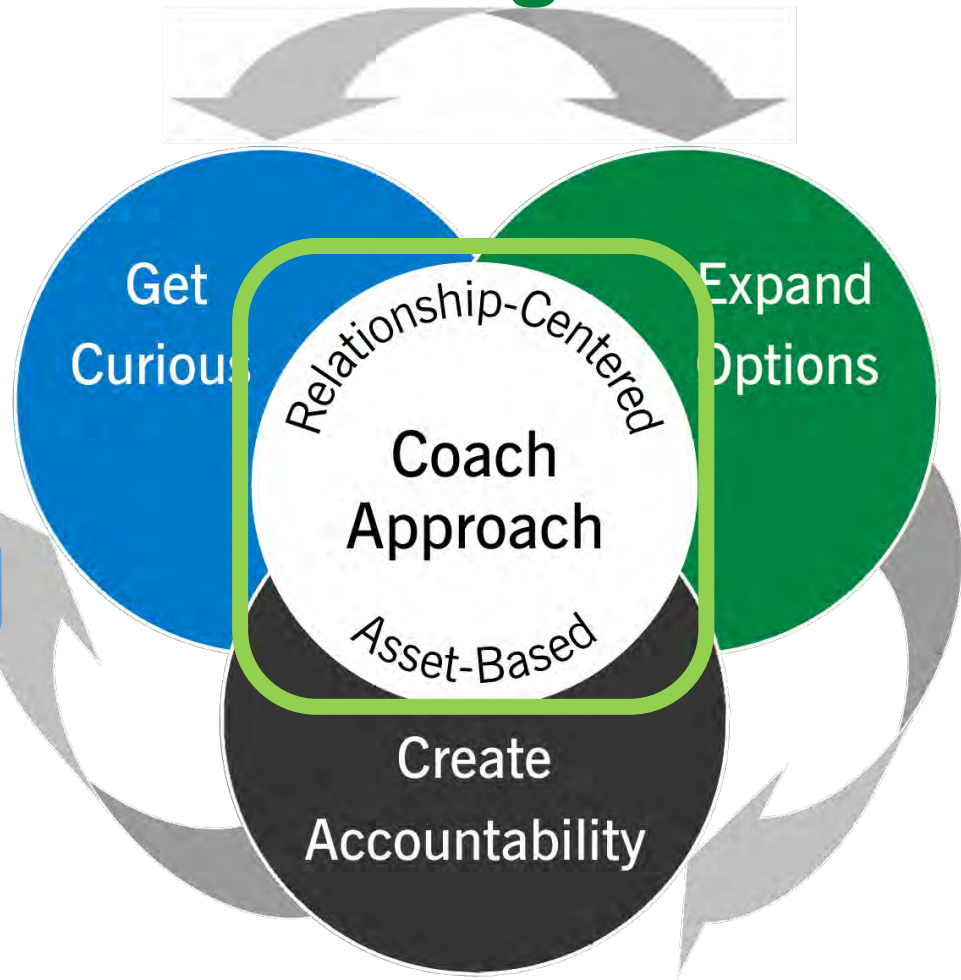 Get
Curious
Expand
Options
Relationship-Centered
Coach
Approach
Asset-Based
Create
Accountability